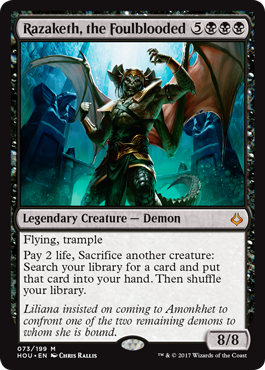 Razaketh, the Foulblooded 5
Legendary Creature — Demon
Flying, trample
Pay 2 life, Sacrifice another creature:
Search your library for a card and put
that card into your hand. Then shuffle
your library.
Liliana insisted on coming to Amonkhet to
confront one of the two remaining demons to
whom she is bound.
8/8
073/199 M
HOU • EN CHRIS RALLIS
™ & © 2017 Wizards of the Coast